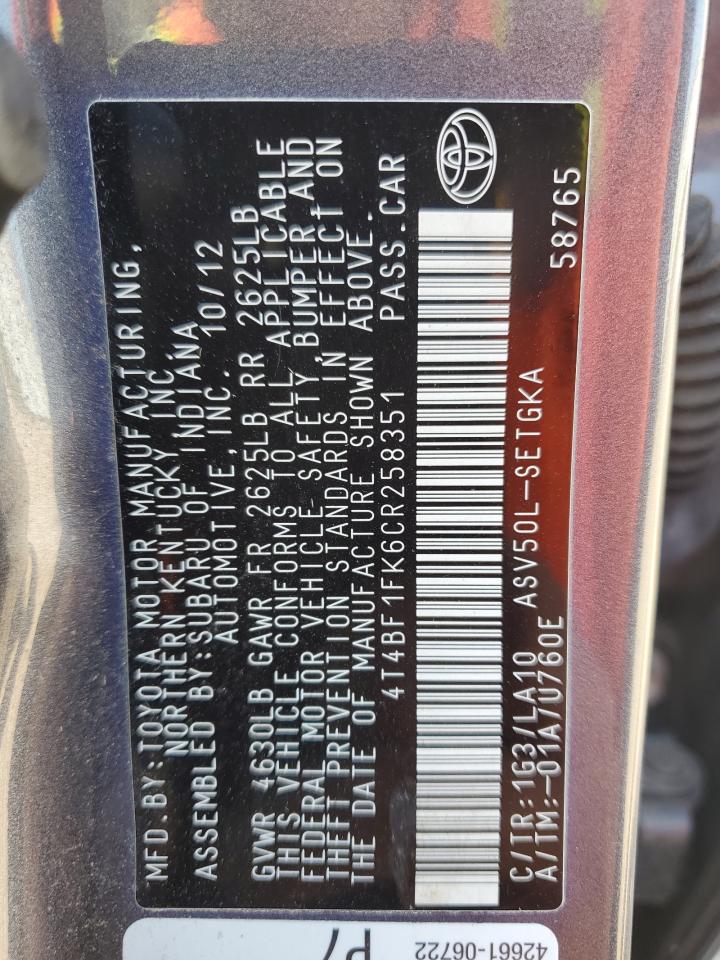 MFD.BY:TOYOTA MOTOR MANUFACTURING,
NORTHERN KENTUCKY, INC
ASSEMBLED BY:SUBARU OF INDIANA
AUTOMOTIVE, INC. 10/12
GVWR 4630LB GAWR FR 2625LB RR 2625LB
THIS VEHICLE CONFORMS TO ALL APPLICABLE
FEDERAL MOTOR VEHICLE SAFETY, BUMPER, AND
THEFT PREVENTION STANDARDS IN EFFECT ON
THE DATE OF MANUFACTURE SHOWN ABOVE.
4T4BF1FK6CR258351 PASS.CAR
C/TR:1G3/LA10 ASV50L-SETGKA
A/TM:-01A/U760E
58765
42661-06722